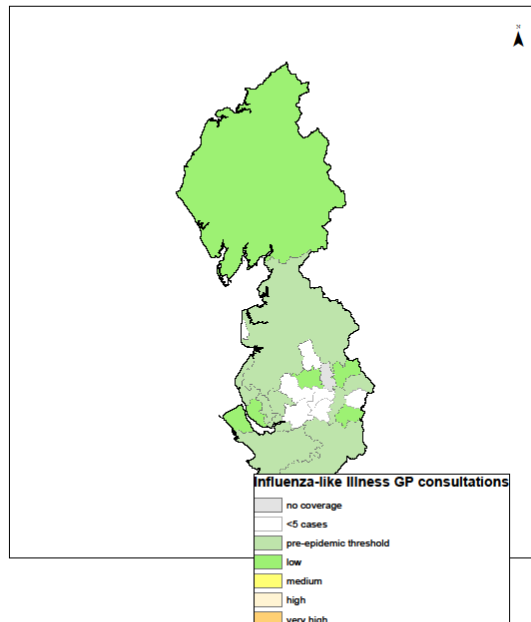 N
Influenza-like Illness GP consultations
no coverage
<5 cases
pre-epidemic threshold
low
medium
high
very high